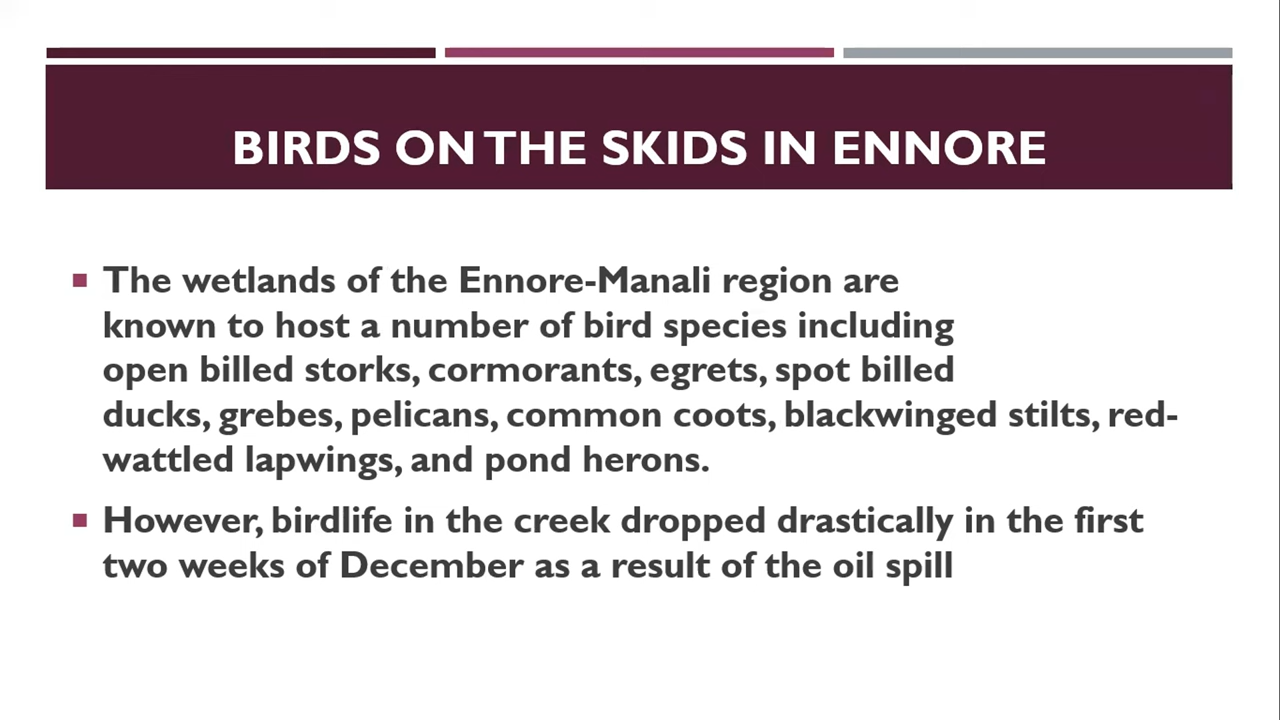 BIRDS ON THE SKIDS IN ENNORE
The wetlands of the Ennore-Manali region are
known to host a number of bird species including
open billed storks, cormorants, egrets, spot billed
ducks, grebes, pelicans, common coots, blackwinged stilts, red-
wattled lapwings, and pond herons.
However, birdlife in the creek dropped drastically in the first
two weeks of December as a result of the oil spill